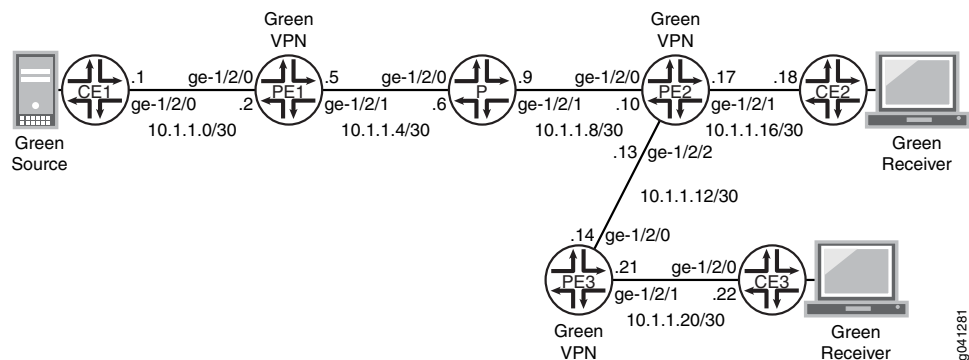 Green
VPN
Green
VPN
.1
ge-1/2/0
.5
ge-1/2/0
.9
ge-1/2/0
.17
.18
CE1
PE1
P
PE2
CE2
ge-1/2/0
.2
ge-1/2/1
.6
ge-1/2/1
.10
ge-1/2/1
10.1.1.0/30
10.1.1.4/30
10.1.1.8/30
10.1.1.16/30
Green
Source
Green
Receiver
.13
ge-1/2/2
10.1.1.12/30
.14
ge-1/2/0
.21
ge-1/2/0
PE3
CE3
ge-1/2/1
.22
10.1.1.20/30
Green
VPN
Green
Receiver
g041281